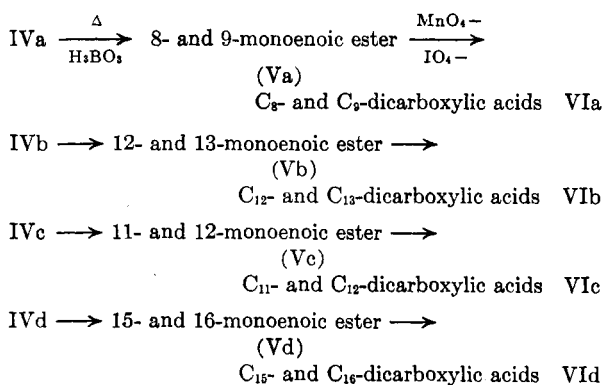 Δ MnO₄−
IVa ⟶ 8- and 9-monoenoic ester ⟶
H₃BO₃ IO₄−
(Va)
C₈- and C₉-dicarboxylic acids VIa
IVb ⟶ 12- and 13-monoenoic ester ⟶
(Vb)
C₁₂- and C₁₃-dicarboxylic acids VIb
IVc ⟶ 11- and 12-monoenoic ester ⟶
(Vc)
C₁₁- and C₁₂-dicarboxylic acids VIc
IVd ⟶ 15- and 16-monoenoic ester ⟶
(Vd)
C₁₅- and C₁₆-dicarboxylic acids VId